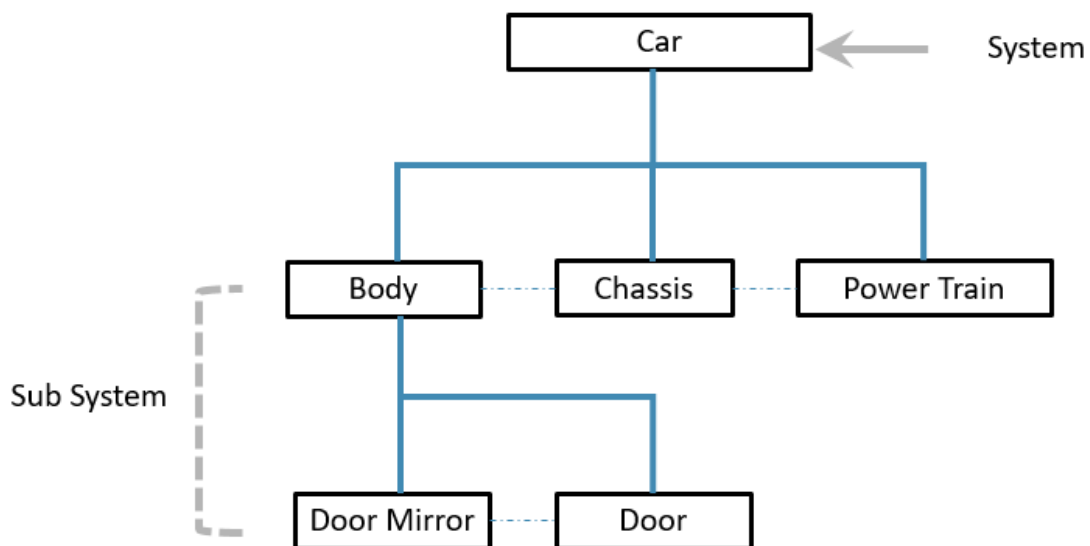 Car
System
Body
Chassis
Power Train
Sub System
Door Mirror
Door